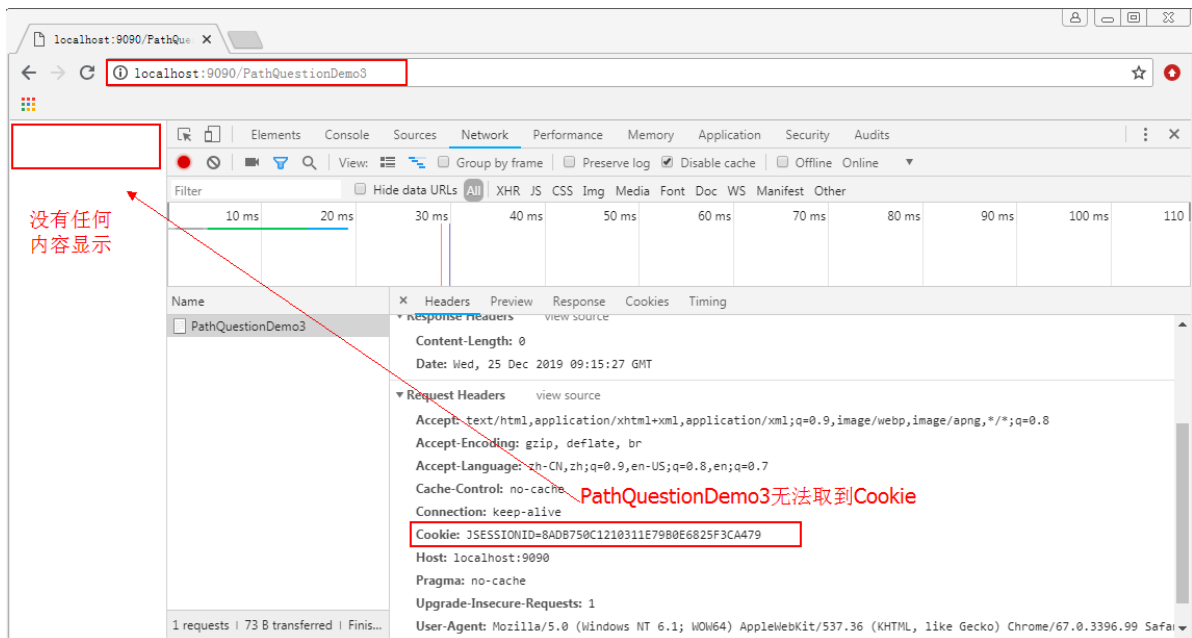 localhost:9090/PathQue
localhost:9090/PathQuestionDemo3
Elements Console Sources Network Performance Memory Application Security Audits
View: Group by frame Preserve log Disable cache Offline Online
Filter Hide data URLs All XHR JS CSS Img Media Font Doc WS Manifest Other
10 ms 20 ms 30 ms 40 ms 50 ms 60 ms 70 ms 80 ms 90 ms 100 ms 110
没有任何
内容显示
Name
PathQuestionDemo3
× Headers Preview Response Cookies Timing
Response Headers view source
Content-Length: 0
Date: Wed, 25 Dec 2019 09:15:27 GMT
Request Headers view source
Accept: text/html,application/xhtml+xml,application/xml;q=0.9,image/webp,image/apng,*/*;q=0.8
Accept-Encoding: gzip, deflate, br
Accept-Language: zh-CN,zh;q=0.9,en-US;q=0.8,en;q=0.7
Cache-Control: no-cache
PathQuestionDemo3无法取到Cookie
Connection: keep-alive
Cookie: JSESSIONID=8ADB750C1210311E79B0E6825F3CA479
Host: localhost:9090
Pragma: no-cache
Upgrade-Insecure-Requests: 1
User-Agent: Mozilla/5.0 (Windows NT 6.1; WOW64) AppleWebKit/537.36 (KHTML, like Gecko) Chrome/67.0.3396.99 Safar
1 requests | 73 B transferred | Finis...